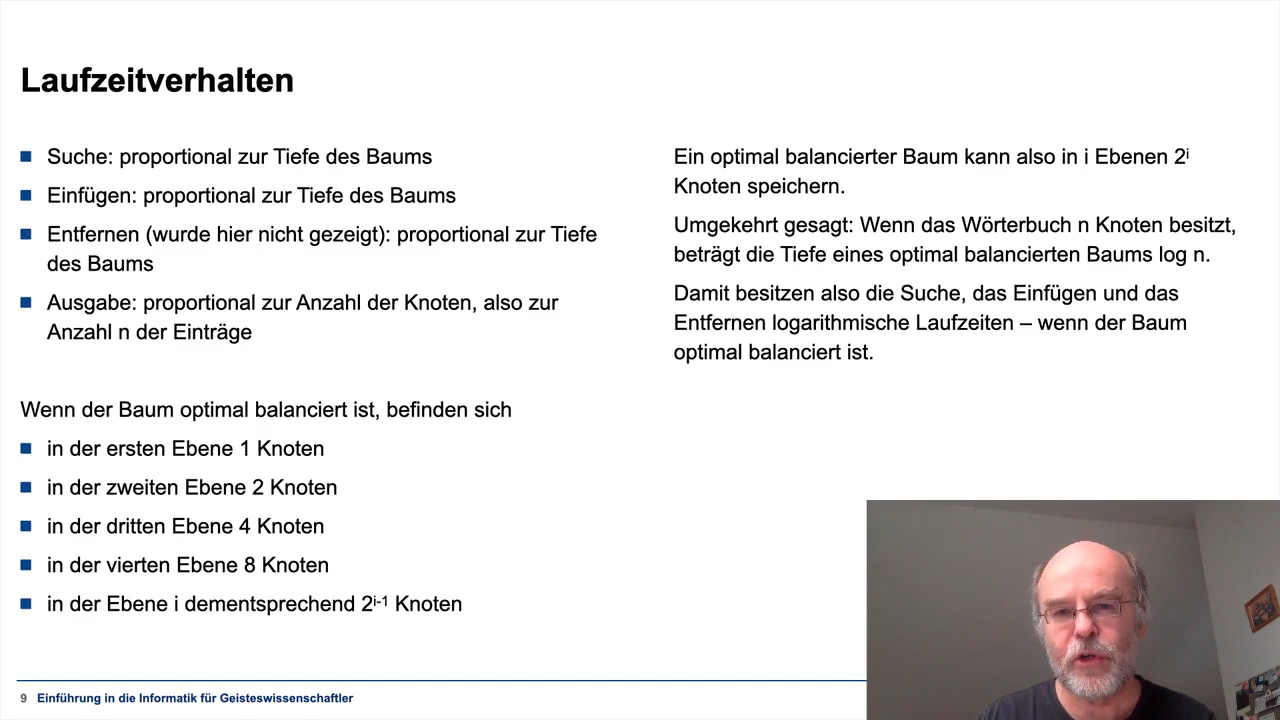 Laufzeitverhalten
Suche: proportional zur Tiefe des Baums
Einfügen: proportional zur Tiefe des Baums
Entfernen (wurde hier nicht gezeigt): proportional zur Tiefe
des Baums
Ausgabe: proportional zur Anzahl der Knoten, also zur
Anzahl n der Einträge
Wenn der Baum optimal balanciert ist, befinden sich
in der ersten Ebene 1 Knoten
in der zweiten Ebene 2 Knoten
in der dritten Ebene 4 Knoten
in der vierten Ebene 8 Knoten
in der Ebene i dementsprechend 2ⁱ⁻¹ Knoten
Ein optimal balancierter Baum kann also in i Ebenen 2ⁱ
Knoten speichern.
Umgekehrt gesagt: Wenn das Wörterbuch n Knoten besitzt,
beträgt die Tiefe eines optimal balancierten Baums log n.
Damit besitzen also die Suche, das Einfügen und das
Entfernen logarithmische Laufzeiten – wenn der Baum
optimal balanciert ist.
9 Einführung in die Informatik für Geisteswissenschaftler